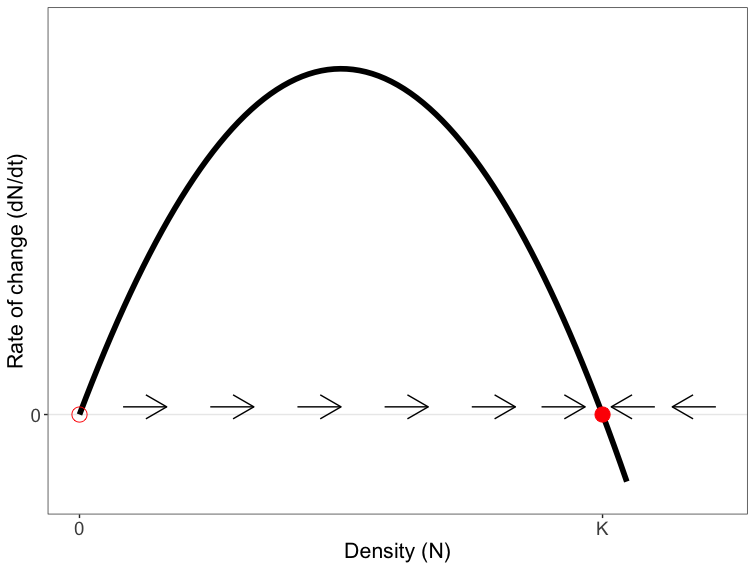 Rate of change (dN/dt)
0
0 K
Density (N)